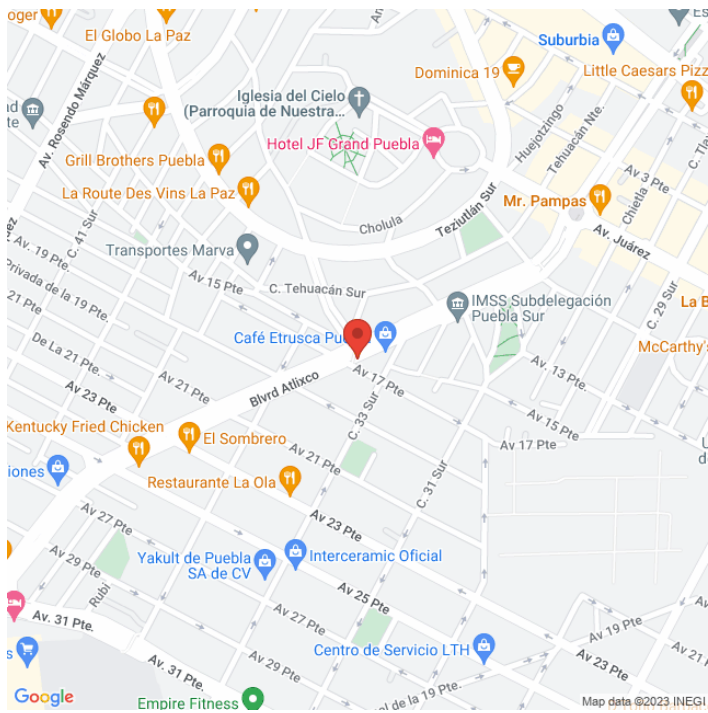 oger
El Globo La Paz
Suburbia
Dominica 19
Little Caesars Pizz
Es
An
Av. Rosendo Márquez
Iglesia del Cielo
(Parroquia de Nuestra...
Hotel JF Grand Puebla
Huejotzingo
Tehuacán Nte.
Av 3 Pte
C. Tla
Chietla
Grill Brothers Puebla
La Route Des Vins La Paz
Mr. Pampas
Av. Juárez
Teziutlán Sur
Cholula
C. 41 Sur
Transportes Marva
Av. 19 Pte.
Privada de la 19 Pte.
Av 15 Pte
C. Tehuacán Sur
IMSS Subdelegación
Puebla Sur
C. 29 Sur
La B
McCarthy's
Café Etrusca Pu
De La 21 Pte.
Av 23 Pte
Av 21 Pte
Blvrd Atlixco
Av 17 Pte
Av. 13 Pte.
Av 15 Pte
Av 17 Pte
Kentucky Fried Chicken
El Sombrero
C. 33 Sur
C. 31 Sur
U
de
iones
Restaurante La Ola
Av 21 Pte
Av 23 Pte
Av 27 Pte
Yakult de Puebla
SA de CV
Interceramic Oficial
Av 29 Pte
Rubi
Av 25 Pte
Av. 31 Pte.
Av 27 Pte
Centro de Servicio LTH
Av 19 Pte
Av 21 P
Av 23 Pte
s
Av. 31 Pte.
Av 29 Pte
Empire Fitness
ol de la 19 Pte.
Google
Map data ©2023 INEGI